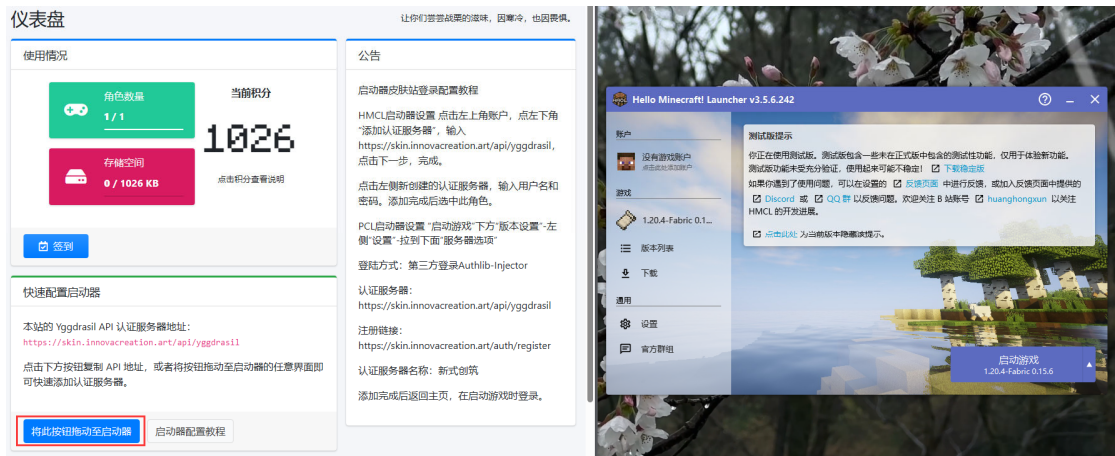 仪表盘
让你们尝尝战栗的滋味，因寒冷，也因畏惧。
使用情况
角色数量
1 / 1
存储空间
0 / 1026 KB
当前积分
1026
点击积分查看说明
签到
快速配置启动器
本站的 Yggdrasil API 认证服务器地址：
https://skin.innovacreation.art/api/yggdrasil
点击下方按钮复制 API 地址，或者将按钮拖动至启动器的任意界面即
可快速添加认证服务器。
将此按钮拖动至启动器
启动器配置教程
公告
启动器皮肤站登录配置教程
HMCL启动器设置 点击左上角账户，点左下角
“添加认证服务器”，输入
https://skin.innovacreation.art/api/yggdrasil，
点击下一步，完成。
点击左侧新创建的认证服务器，输入用户名和
密码。添加完成后选中此角色。
PCL启动器设置 “启动游戏”下方“版本设置”-左
侧“设置”-拉到下面“服务器选项”
登陆方式：第三方登录Authlib-Injector
认证服务器：
https://skin.innovacreation.art/api/yggdrasil
注册链接：
https://skin.innovacreation.art/auth/register
认证服务器名称：新式创筑
添加完成后返回主页，在启动游戏时登录。
HMCL
Hello Minecraft! Launcher v3.5.6.242
账户
没有游戏账户
点击此处添加账户
游戏
1.20.4-Fabric 0.1...
版本列表
下载
通用
设置
官方群组
测试版提示
你正在使用测试版。测试版包含一些未在正式版中包含的测试性功能，仅用于体验新功能。
测试版功能未受充分验证，使用起来可能不稳定！ 下载稳定版
如果你遇到了使用问题，可以在设置的 反馈页面 中进行反馈，或加入反馈页面中提供的
Discord 或 QQ 群 以反馈问题。欢迎关注 B 站账号 huanghongxun 以关注
HMCL 的开发进展。
点击此处 为当前版本隐藏该提示。
启动游戏
1.20.4-Fabric 0.15.6